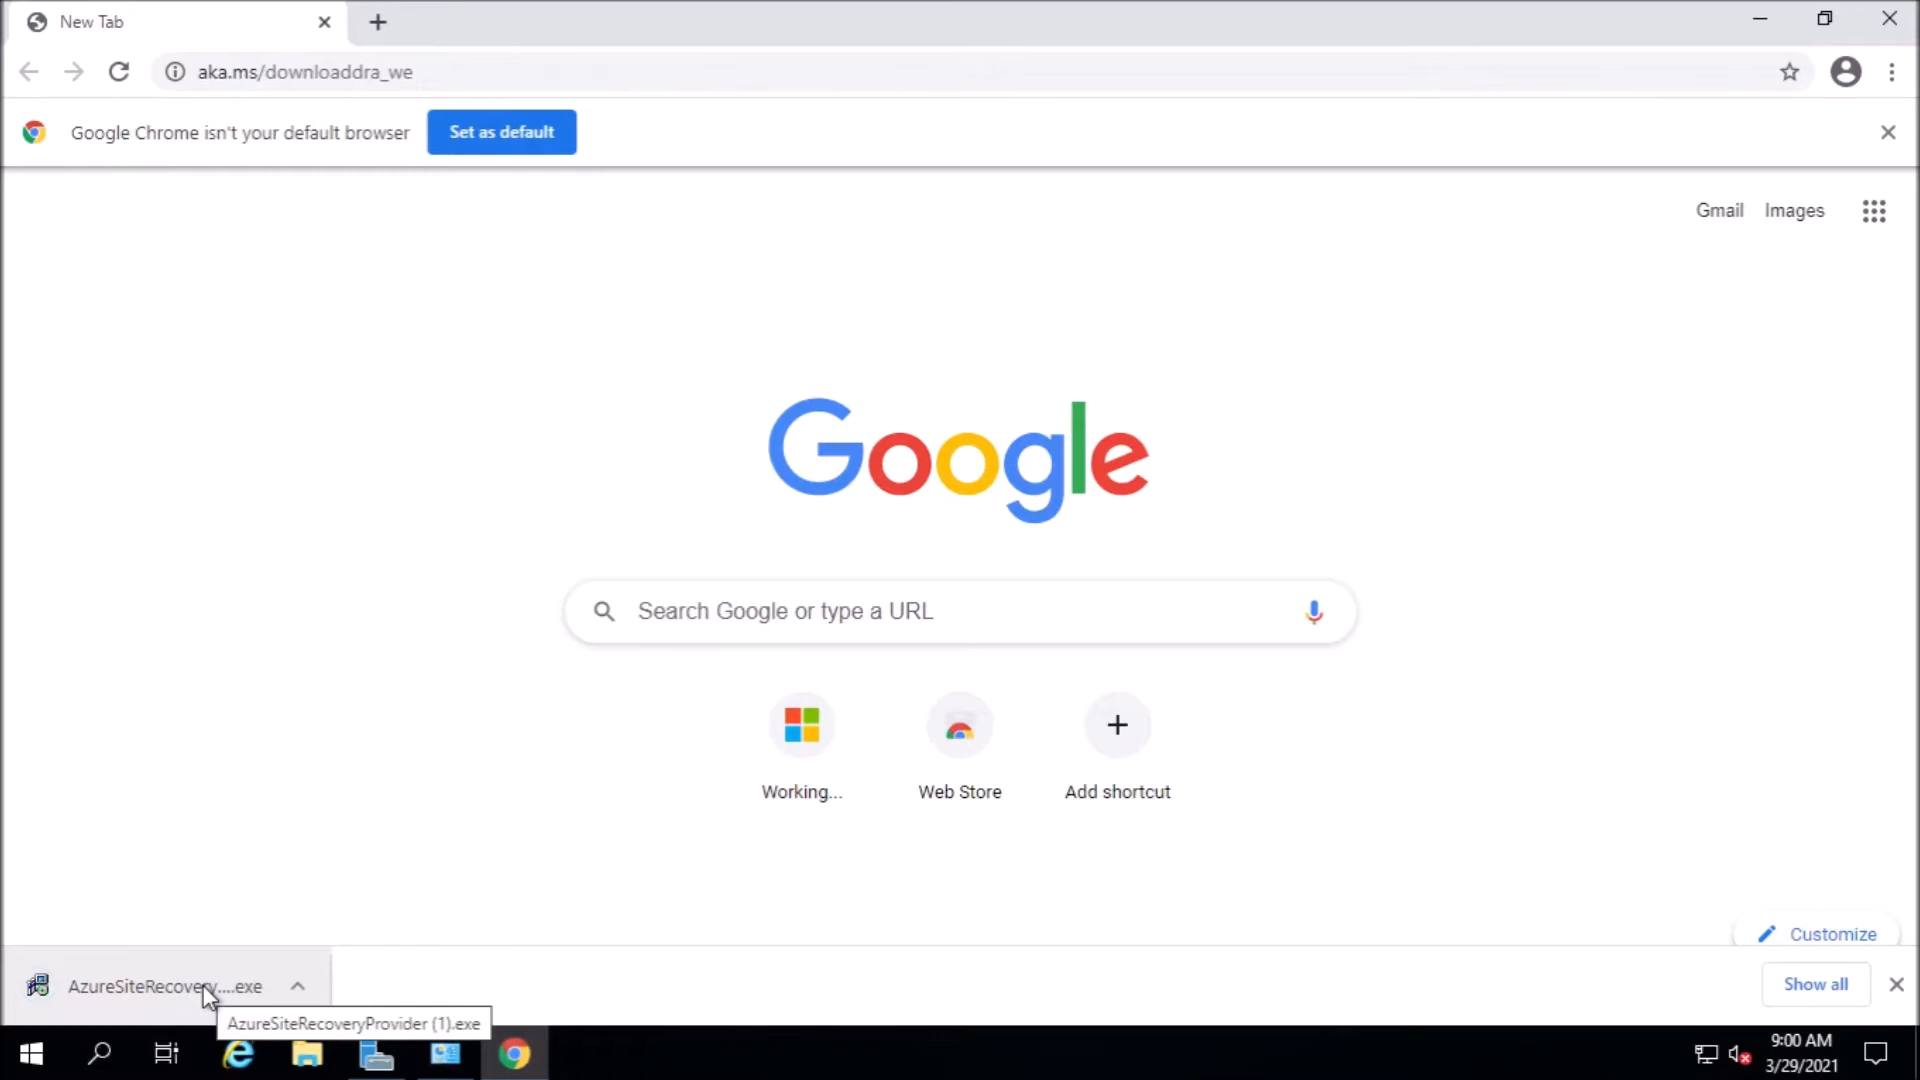 New Tab
aka.ms/downloaddra_we
Google Chrome isn't your default browser
Set as default
Gmail Images
Google
Search Google or type a URL
Working...
Web Store
Add shortcut
Customize
AzureSiteRecovery....exe
Show all
AzureSiteRecoveryProvider (1).exe
9:00 AM
3/29/2021